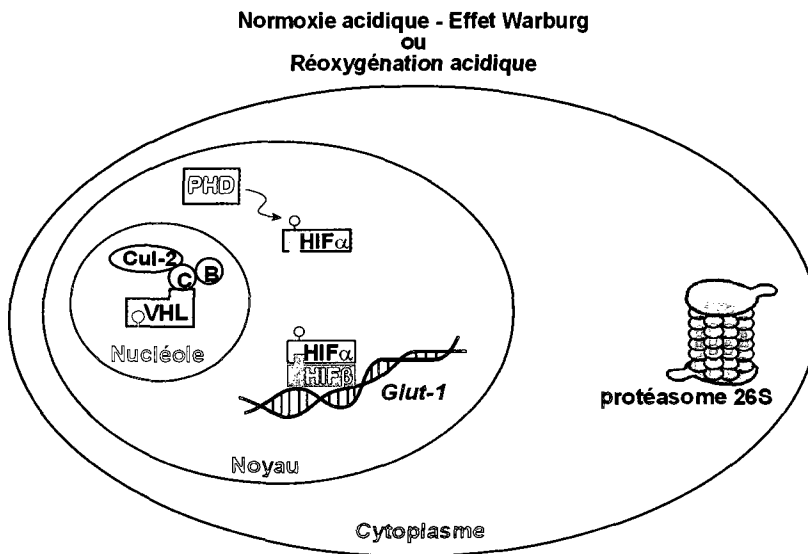 Normoxie acidique - Effet Warburg
ou
Réoxygénation acidique
PHD
HIFα
Cul-2
C
B
VHL
Nucléole
HIFα
HIFβ
Glut-1
protéasome 26S
Noyau
Cytoplasme